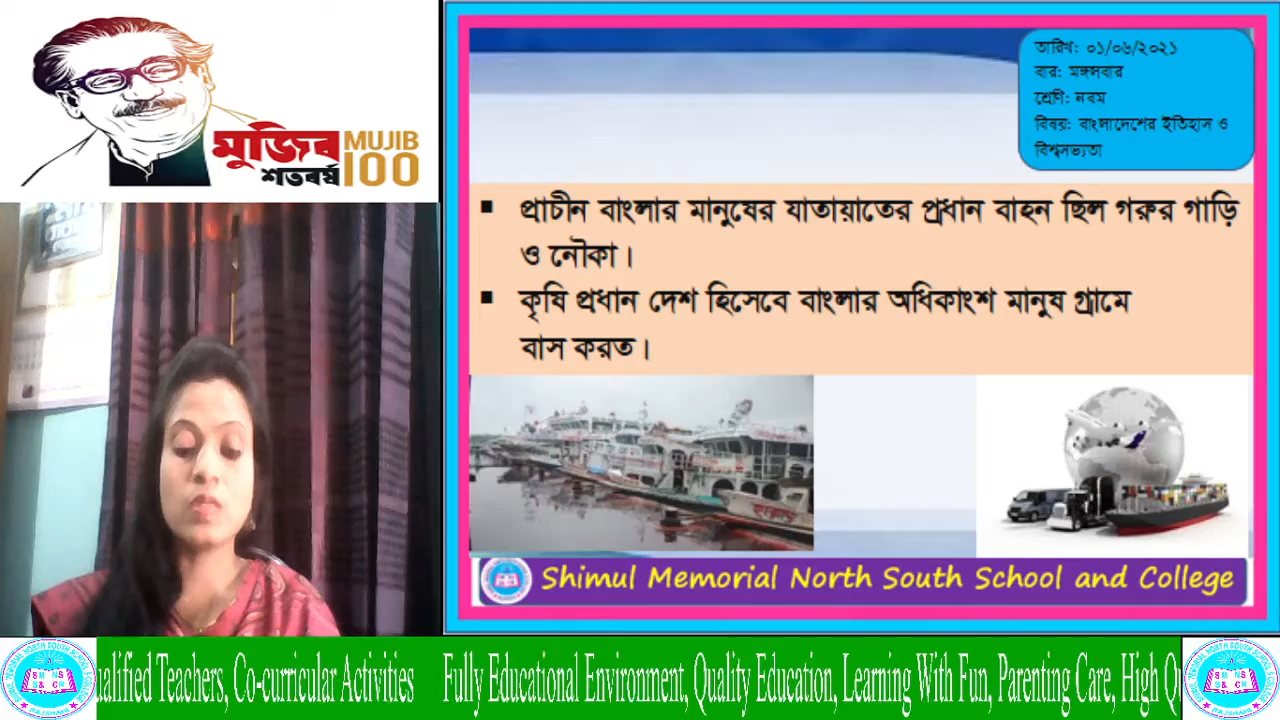 মুজিব
শতবর্ষ
MUJIB
100
তারিখ: ০১/০৬/২০২১
বার: মঙ্গলবার
শ্রেণি: নবম
বিষয়: বাংলাদেশের ইতিহাস ও
বিশ্বসভ্যতা
▪ প্রাচীন বাংলার মানুষের যাতায়াতের প্রধান বাহন ছিল গরুর গাড়ি
ও নৌকা।
▪ কৃষি প্রধান দেশ হিসেবে বাংলার অধিকাংশ মানুষ গ্রামে
বাস করত।
Shimul Memorial North South School and College
ualified Teachers, Co-curricular Activities Fully Educational Environment, Quality Education, Learning With Fun, Parenting Care, High Qu